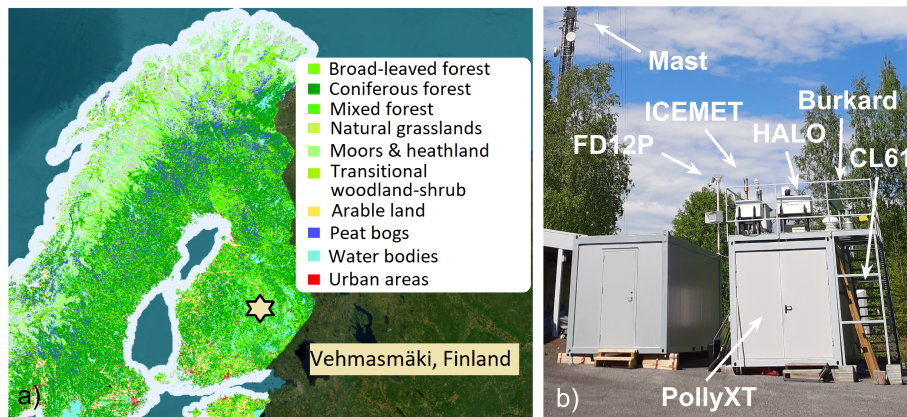 Broad-leaved forest
Coniferous forest
Mixed forest
Natural grasslands
Moors & heathland
Transitional
woodland-shrub
Arable land
Peat bogs
Water bodies
Urban areas
Vehmasmäki, Finland
a)
Mast
ICEMET
Burkard
HALO
FD12P
CL61
PollyXT
b)